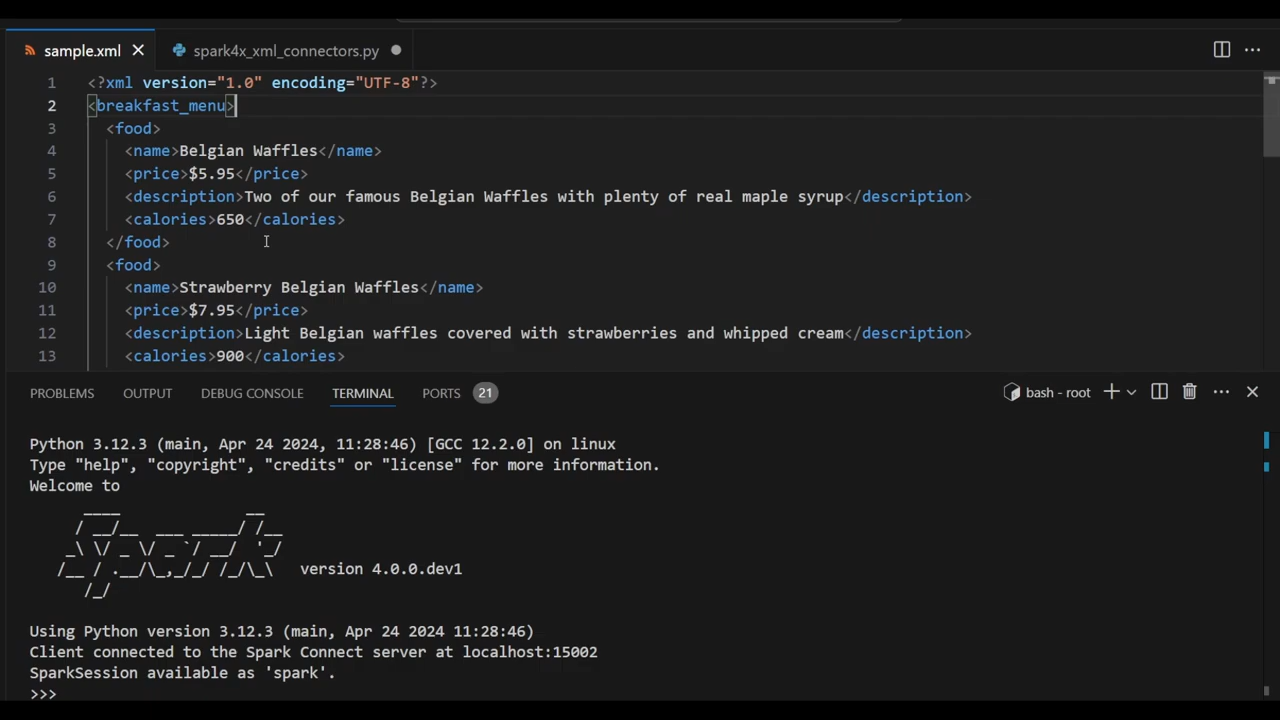 sample.xml spark4x_xml_connectors.py
1 <?xml version="1.0" encoding="UTF-8"?>
2 <breakfast_menu>
3 <food>
4 <name>Belgian Waffles</name>
5 <price>$5.95</price>
6 <description>Two of our famous Belgian Waffles with plenty of real maple syrup</description>
7 <calories>650</calories>
8 </food>
9 <food>
10 <name>Strawberry Belgian Waffles</name>
11 <price>$7.95</price>
12 <description>Light Belgian waffles covered with strawberries and whipped cream</description>
13 <calories>900</calories>
PROBLEMS OUTPUT DEBUG CONSOLE TERMINAL PORTS 21 bash - root
Python 3.12.3 (main, Apr 24 2024, 11:28:46) [GCC 12.2.0] on linux
Type "help", "copyright", "credits" or "license" for more information.
Welcome to
Spark version 4.0.0.dev1
Using Python version 3.12.3 (main, Apr 24 2024 11:28:46)
Client connected to the Spark Connect server at localhost:15002
SparkSession available as 'spark'.
>>>